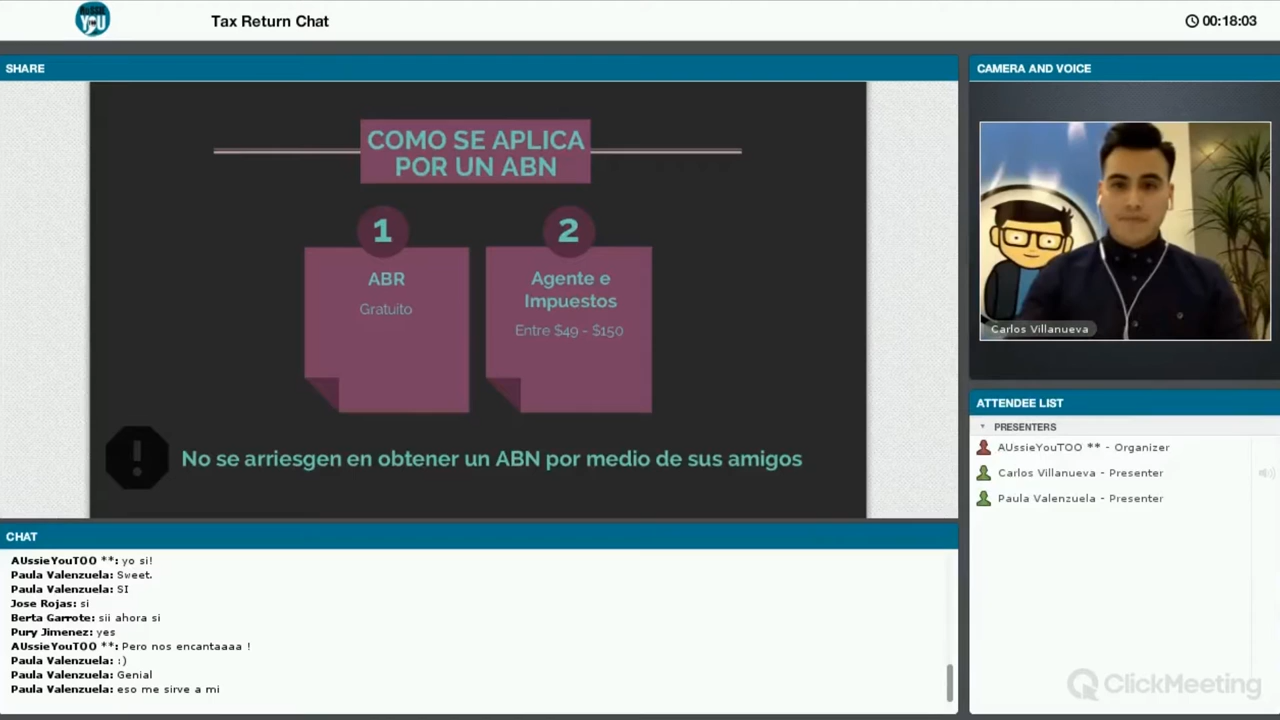 AUSSIE
YOU
TOO
Tax Return Chat
00:18:03
SHARE
CAMERA AND VOICE
COMO SE APLICA
POR UN ABN
1
2
ABR
Gratuito
Agente e
Impuestos
Entre $49 - $150
!
No se arriesgen en obtener un ABN por medio de sus amigos
Carlos Villanueva
ATTENDEE LIST
PRESENTERS
AUssieYouTOO ** - Organizer
Carlos Villanueva - Presenter
Paula Valenzuela - Presenter
CHAT
AUssieYouTOO **: yo si!
Paula Valenzuela: Sweet.
Paula Valenzuela: SI
Jose Rojas: si
Berta Garrote: sii ahora si
Pury Jimenez: yes
AUssieYouTOO **: Pero nos encantaaaa !
Paula Valenzuela: :)
Paula Valenzuela: Genial
Paula Valenzuela: eso me sirve a mi
ClickMeeting